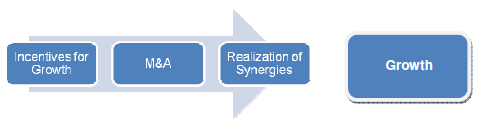 Incentives for
Growth
M&A
Realization of
Synergies
Growth